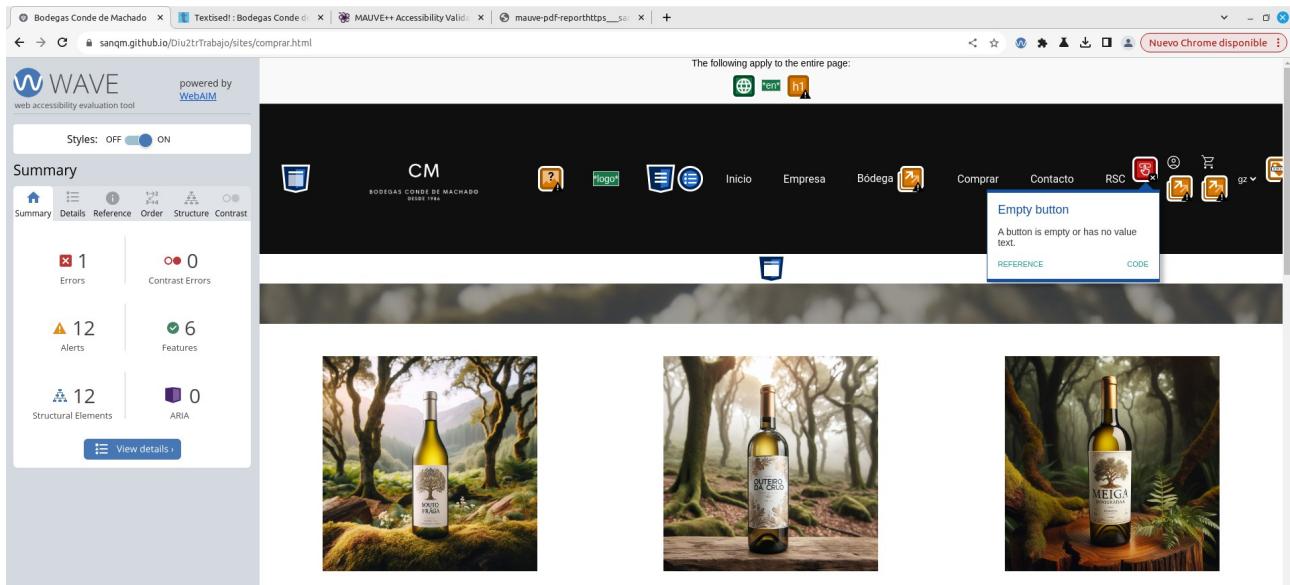 Bodegas Conde de Machado
Textised! : Bodegas Conde d
MAUVE++ Accessibility Valida
mauve-pdf-reporthttps___sa
sanqm.github.io/Diu2trTrabajo/sites/comprar.html
Nuevo Chrome disponible
WAVE
web accessibility evaluation tool
powered by
WebAIM
Styles: OFF ON
Summary
Summary Details Reference Order Structure Contrast
1
Errors
0
Contrast Errors
12
Alerts
6
Features
12
Structural Elements
0
ARIA
View details ›
The following apply to the entire page:
*en* h1
CM
BODEGAS CONDE DE MACHADO
DESDE 1986
*logo*
Inicio Empresa Bódega Comprar Contacto RSC gz
Empty button
A button is empty or has no value
text.
REFERENCE CODE
SOUTO
FRAGA
OUTEIRO
DA CRUO
MEIGA